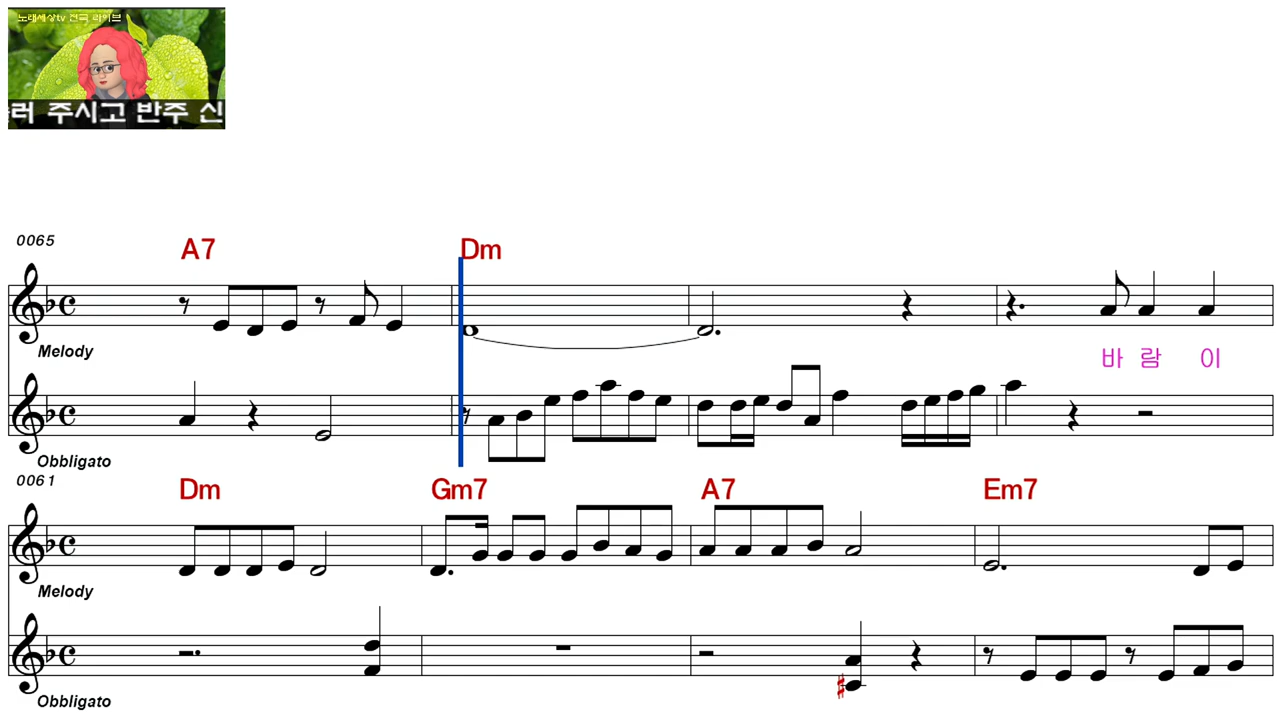 노래세상tv 전국 라이브
러 주시고 반주 신
0065
A7 Dm
Melody
바 람 이
Obbligato
0061
Dm Gm7 A7 Em7
Melody
Obbligato